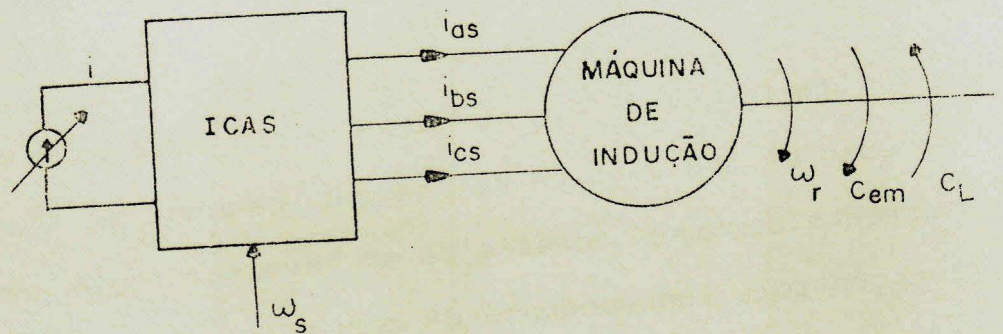 i
ICAS
ias
ibs
ics
MÁQUINA
DE
INDUÇÃO
ωr
Cem
CL
ωs